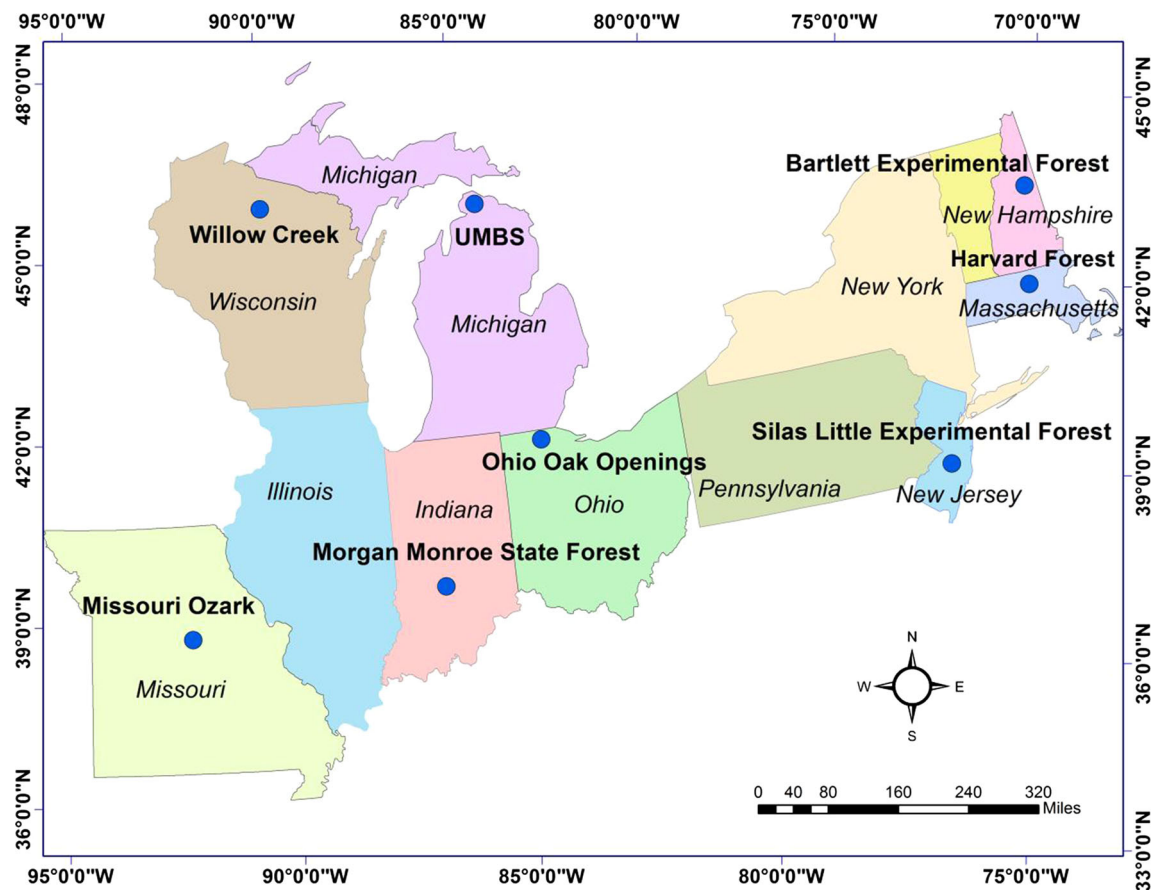 95°0'0"W 90°0'0"W 85°0'0"W 80°0'0"W 75°0'0"W 70°0'0"W
48°0'0"N
45°0'0"N
42°0'0"N
39°0'0"N
36°0'0"N
45°0'0"N
42°0'0"N
39°0'0"N
36°0'0"N
33°0'0"N
Michigan
Bartlett Experimental Forest
New Hampshire
Willow Creek
UMBS
Harvard Forest
New York
Wisconsin
Massachusetts
Michigan
Silas Little Experimental Forest
Ohio Oak Openings
Pennsylvania
New Jersey
Illinois
Indiana
Ohio
Morgan Monroe State Forest
Missouri Ozark
Missouri
N
W E
S
0 40 80 160 240 320
Miles
95°0'0"W 90°0'0"W 85°0'0"W 80°0'0"W 75°0'0"W